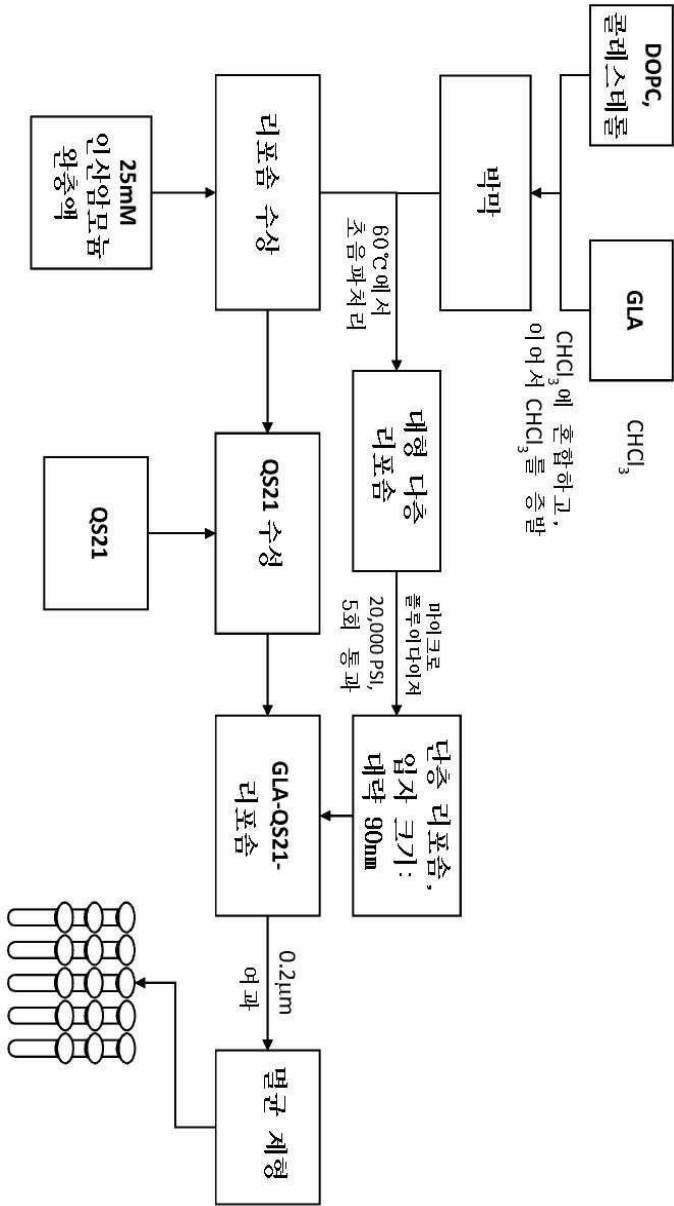 DOPC,
콜레스테롤
GLA
CHCl₃
CHCl₃에 혼합하고,
이어서 CHCl₃를 증발
박막
60℃에서
초음파처리
대형 다층
리포솜
마이크로
플루이다이저
20,000 PSI,
5회 통과
단층 리포솜,
입자 크기:
대략 90nm
리포솜 수상
QS21 수성
GLA-QS21-
리포솜
0.2μm
여과
멸균 제형
25mM
인산암모늄
완충액
QS21